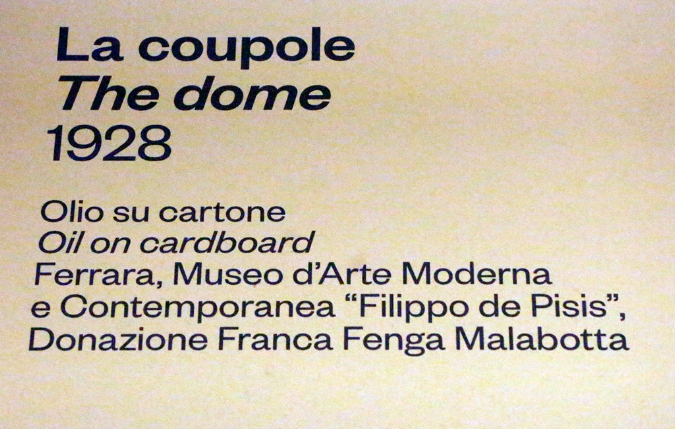 La coupole
The dome
1928
Olio su cartone
Oil on cardboard
Ferrara, Museo d'Arte Moderna
e Contemporanea “Filippo de Pisis”,
Donazione Franca Fenga Malabotta